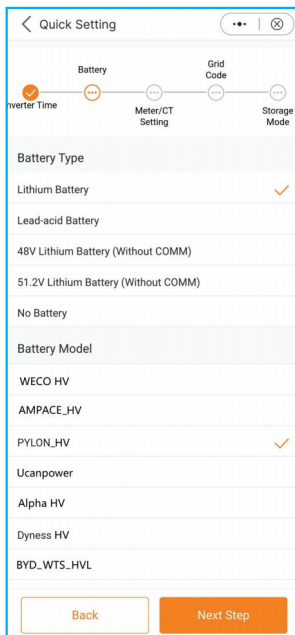 Quick Setting
Battery
Grid
Code
nverter Time
Meter/CT
Setting
Storage
Mode
Battery Type
Lithium Battery
Lead-acid Battery
48V Lithium Battery (Without COMM)
51.2V Lithium Battery (Without COMM)
No Battery
Battery Model
WECO HV
AMPACE_HV
PYLON_HV
Ucanpower
Alpha HV
Dyness HV
BYD_WTS_HVL
Back
Next Step